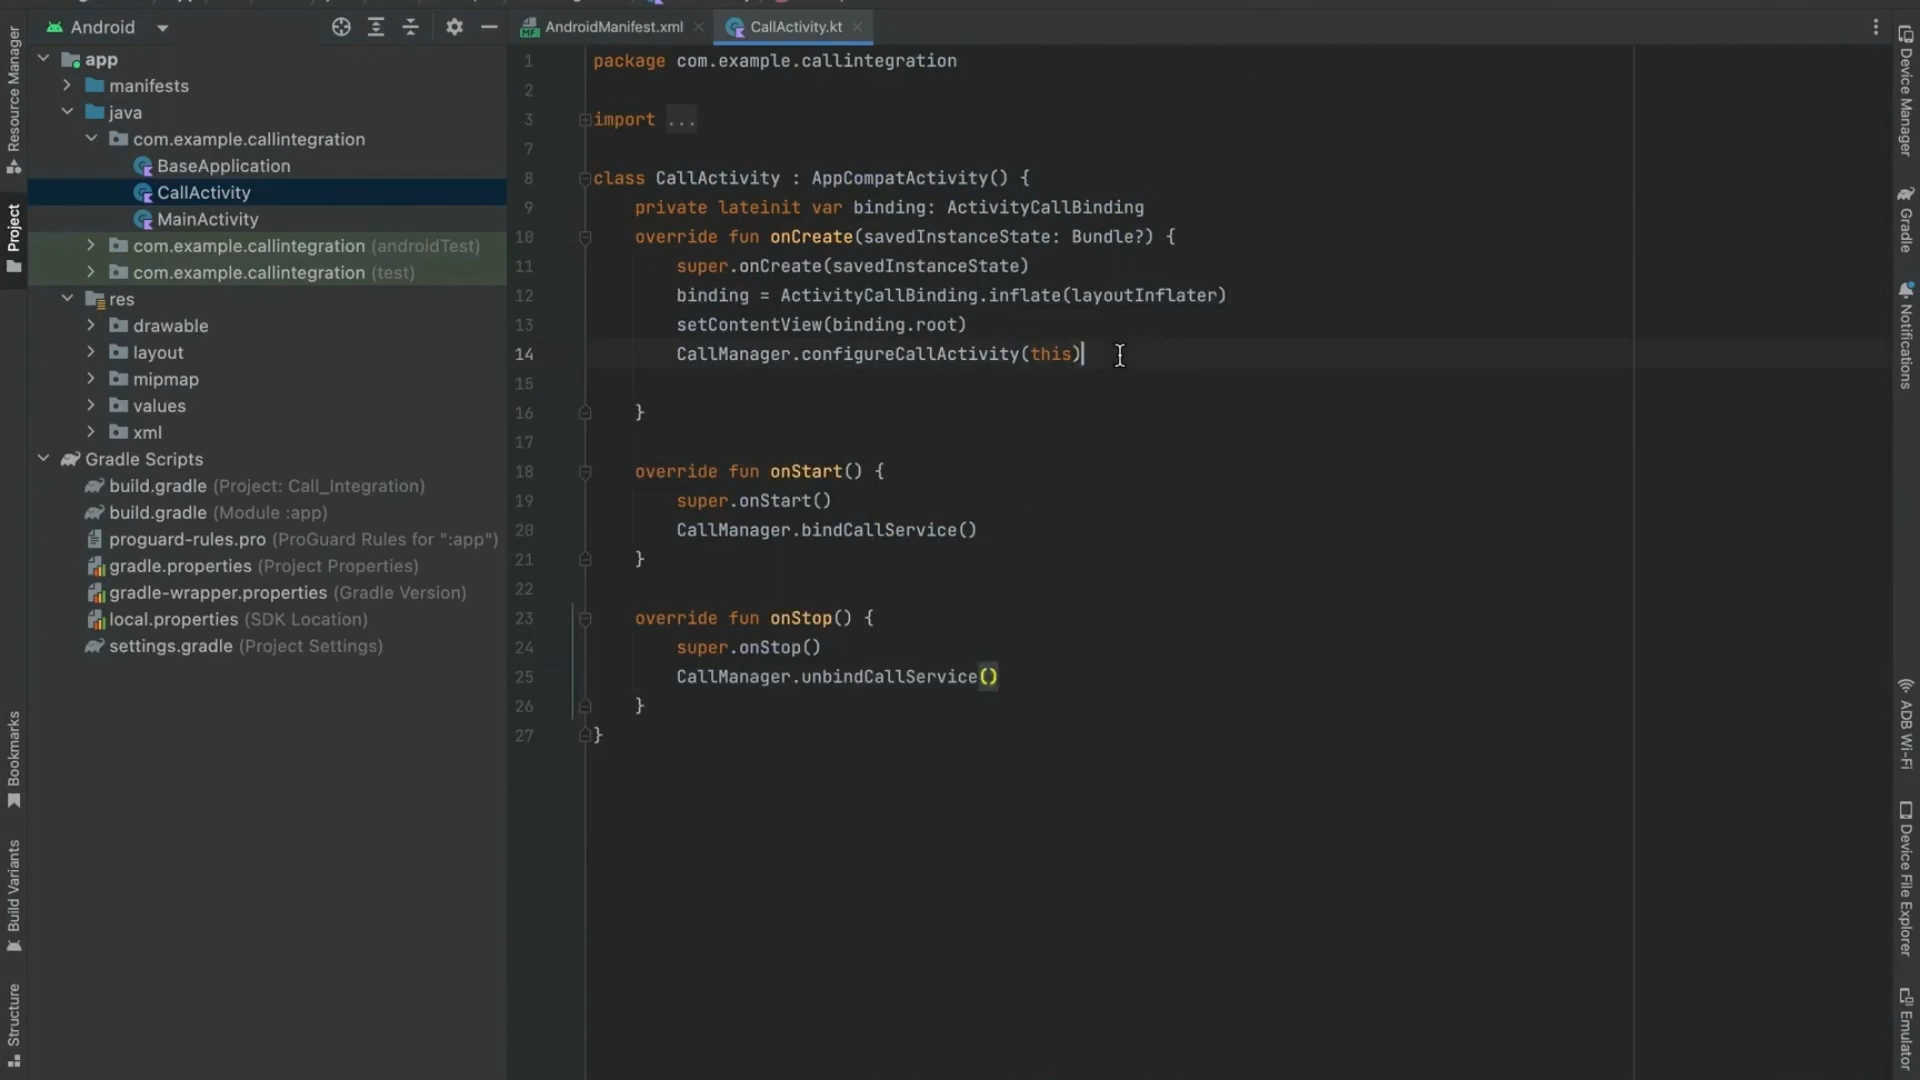 Android
AndroidManifest.xml
CallActivity.kt
Resource Manager
Project
Bookmarks
Build Variants
Structure
app
manifests
java
com.example.callintegration
BaseApplication
CallActivity
MainActivity
com.example.callintegration (androidTest)
com.example.callintegration (test)
res
drawable
layout
mipmap
values
xml
Gradle Scripts
build.gradle (Project: Call_Integration)
build.gradle (Module :app)
proguard-rules.pro (ProGuard Rules for ":app")
gradle.properties (Project Properties)
gradle-wrapper.properties (Gradle Version)
local.properties (SDK Location)
settings.gradle (Project Settings)
1 package com.example.callintegration
2
3 import ...
7
8 class CallActivity : AppCompatActivity() {
9 private lateinit var binding: ActivityCallBinding
10 override fun onCreate(savedInstanceState: Bundle?) {
11 super.onCreate(savedInstanceState)
12 binding = ActivityCallBinding.inflate(layoutInflater)
13 setContentView(binding.root)
14 CallManager.configureCallActivity(this)
15
16 }
17
18 override fun onStart() {
19 super.onStart()
20 CallManager.bindCallService()
21 }
22
23 override fun onStop() {
24 super.onStop()
25 CallManager.unbindCallService()
26 }
27 }
Device Manager
Gradle
Notifications
ADB Wi-Fi
Device File Explorer
Emulator